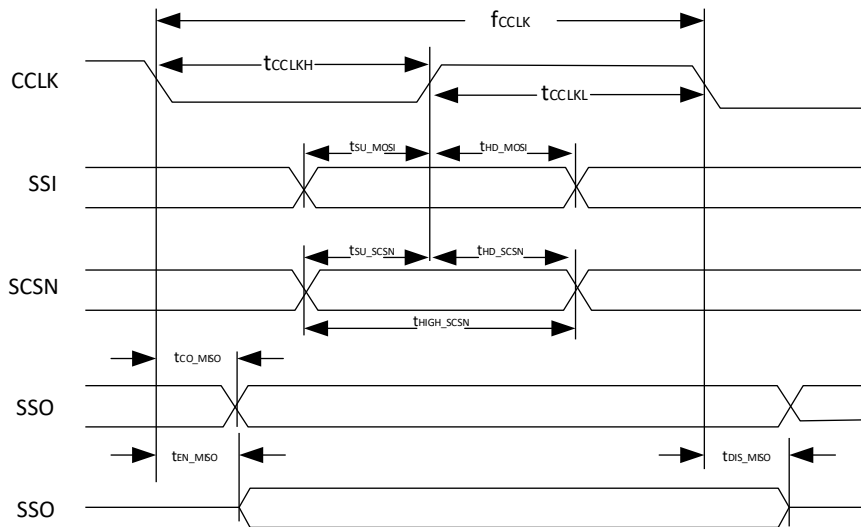 fCCLK
tCCLKH
CCLK
tCCLKL
tSU_MOSI tHD_MOSI
SSI
tSU_SCSN tHD_SCSN
SCSN
tHIGH_SCSN
tCO_MISO
SSO
tEN_MISO tDIS_MISO
SSO